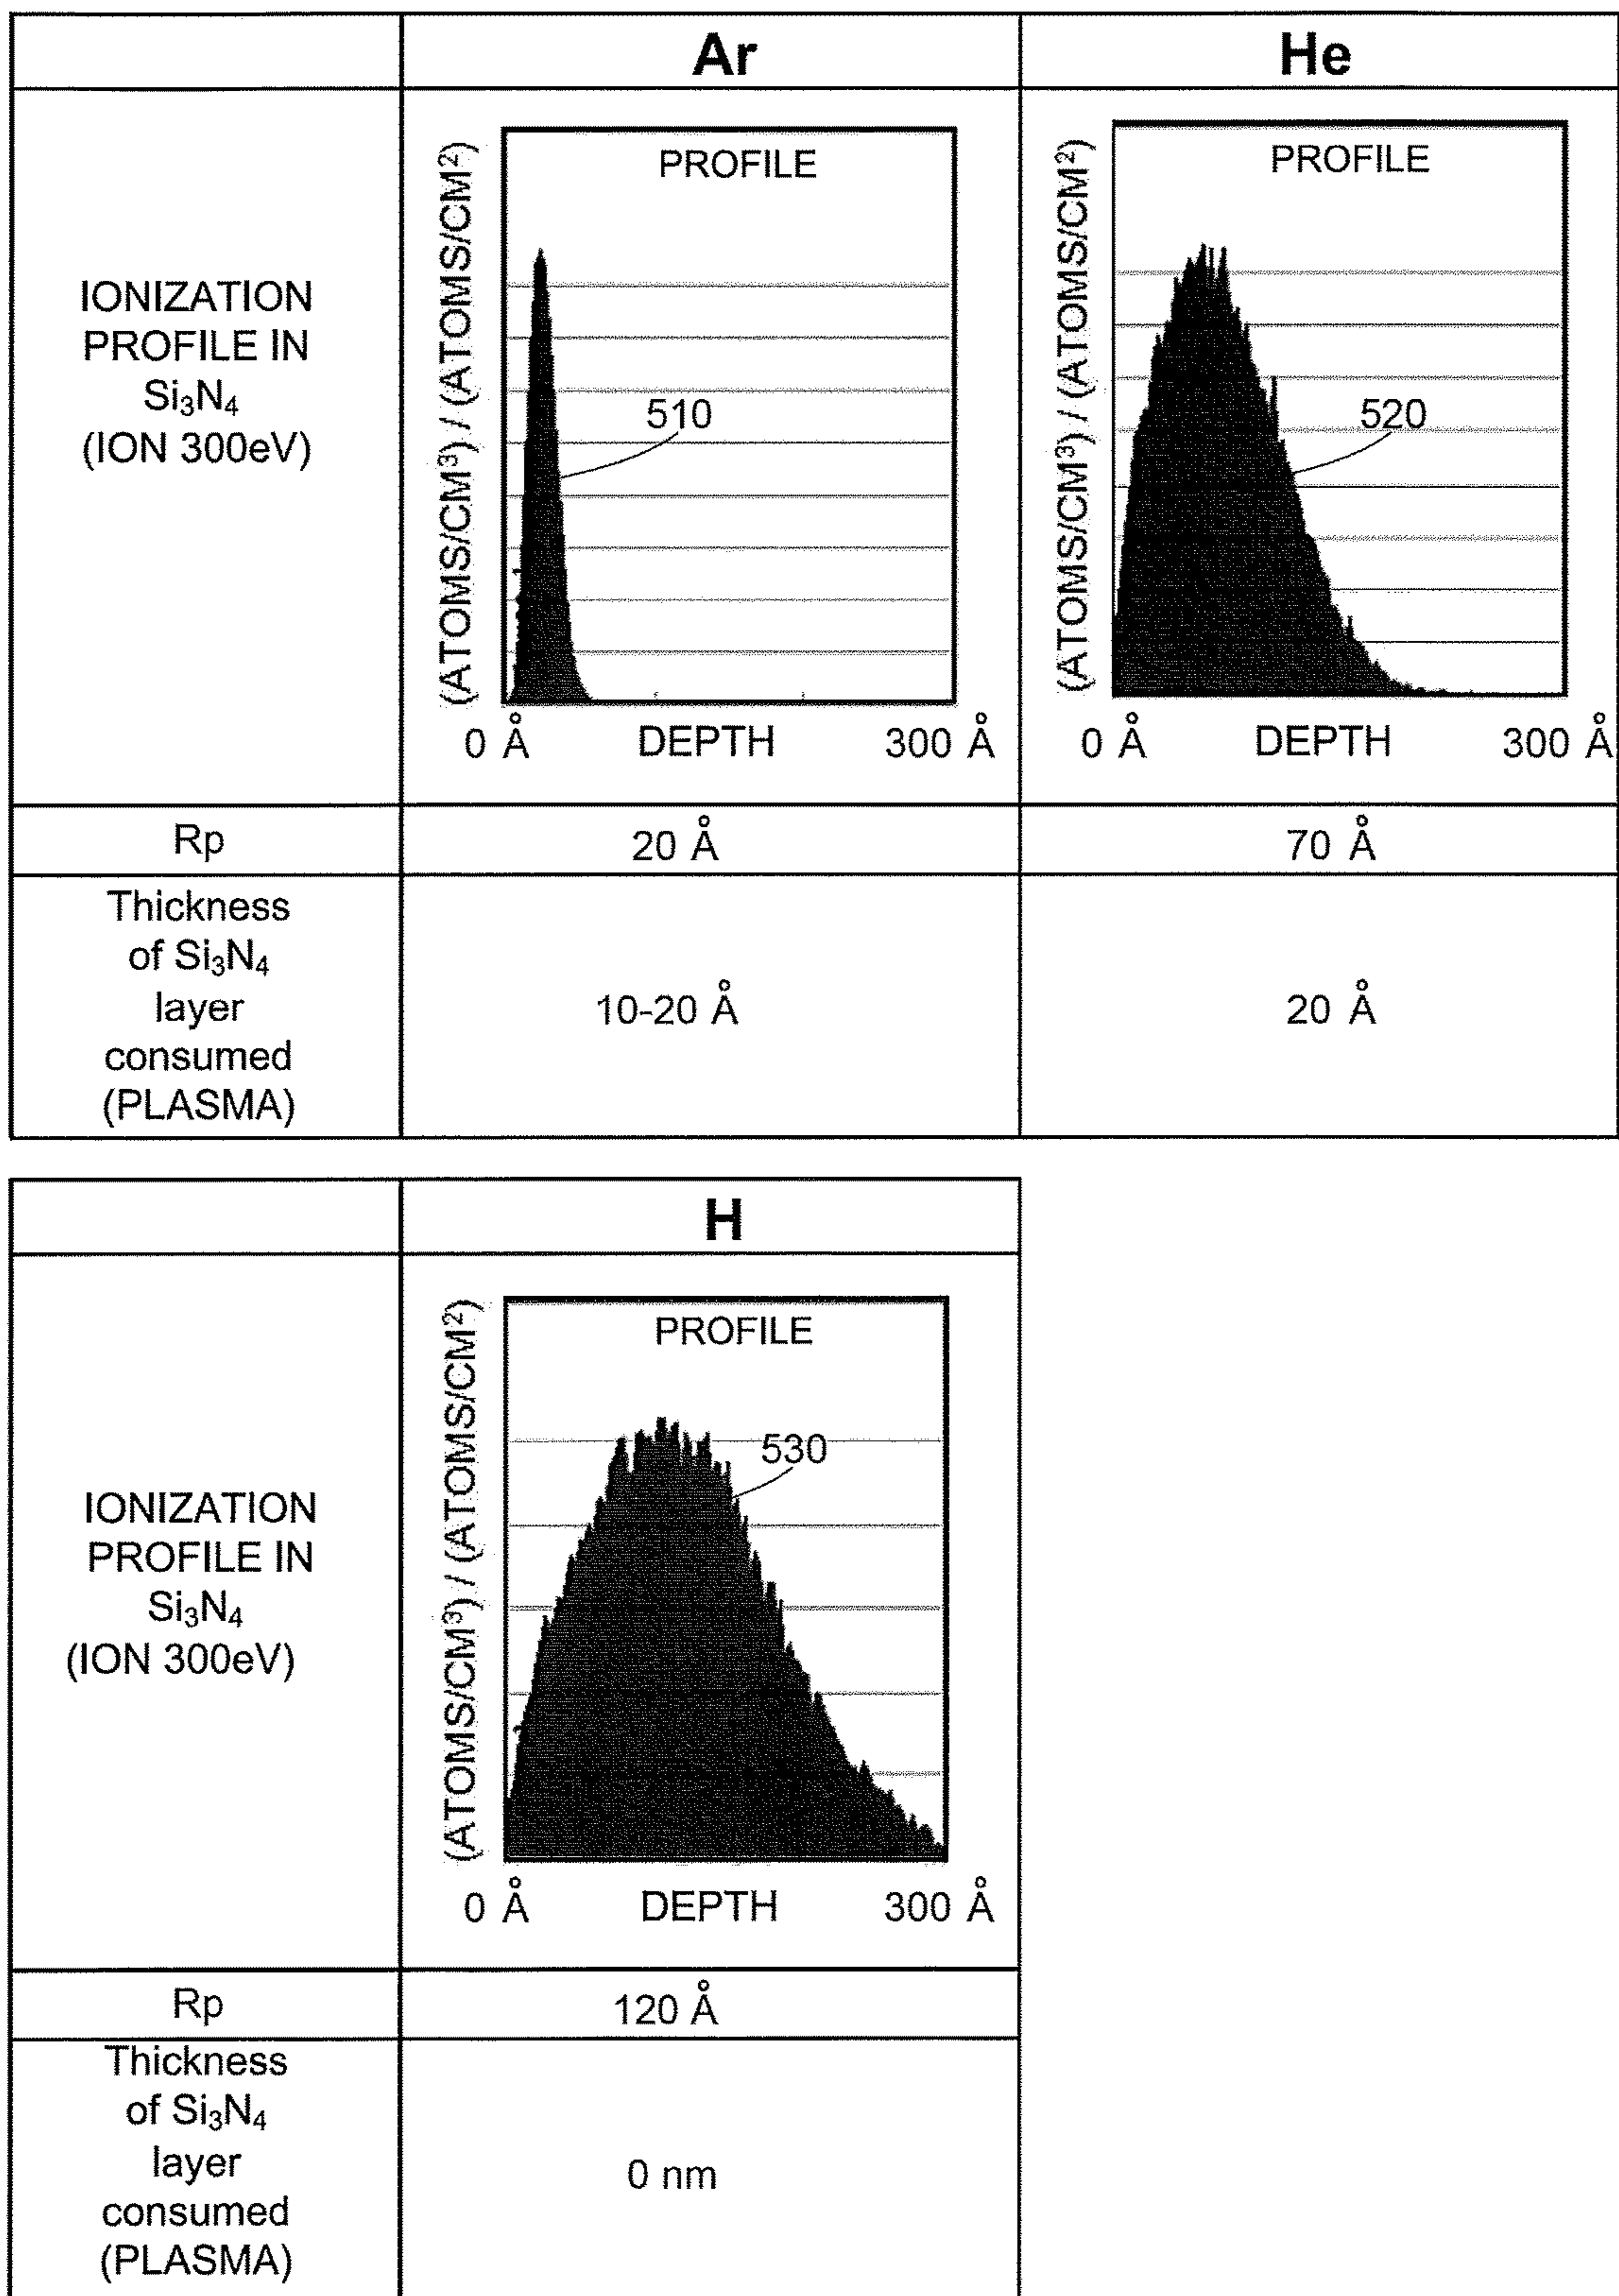 Ar
He
IONIZATION
PROFILE IN
Si₃N₄
(ION 300eV)
(ATOMS/CM³) / (ATOMS/CM²)
PROFILE
510
0 Å
DEPTH
300 Å
(ATOMS/CM³) / (ATOMS/CM²)
PROFILE
520
0 Å
DEPTH
300 Å
Rp
20 Å
70 Å
Thickness
of Si₃N₄
layer
consumed
(PLASMA)
10-20 Å
20 Å
H
IONIZATION
PROFILE IN
Si₃N₄
(ION 300eV)
(ATOMS/CM³) / (ATOMS/CM²)
PROFILE
530
0 Å
DEPTH
300 Å
Rp
120 Å
Thickness
of Si₃N₄
layer
consumed
(PLASMA)
0 nm